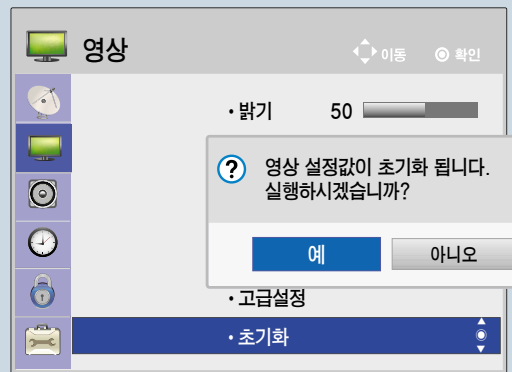 영상 이동 확인
· 밝기 50
? 영상 설정값이 초기화 됩니다.
실행하시겠습니까?
예 아니오
· 고급설정
· 초기화